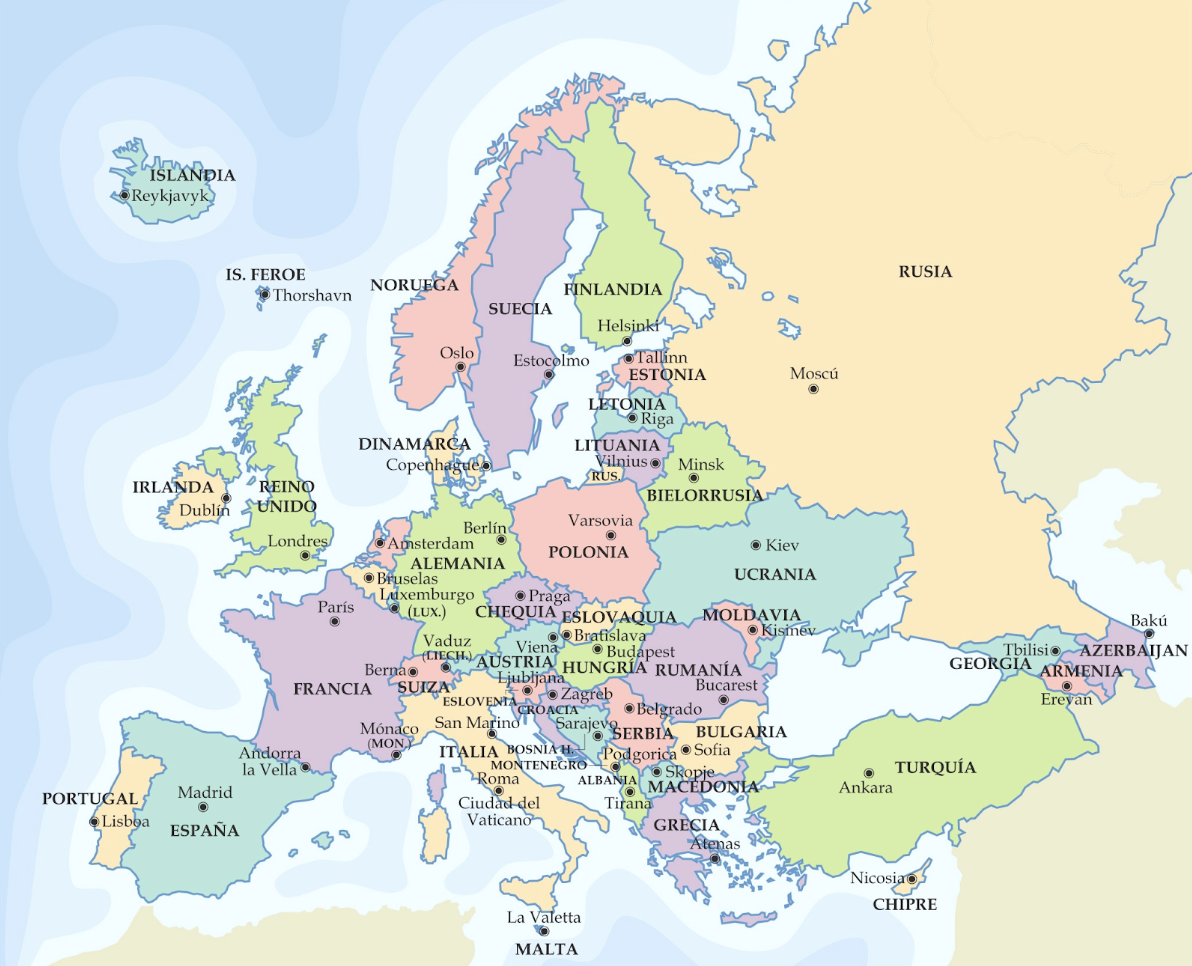 ISLANDIA
Reykjavyk
IS. FEROE
Thorshavn
NORUEGA
Oslo
SUECIA
Estocolmo
FINLANDIA
Helsinki
RUSIA
Moscú
Tallinn
ESTONIA
LETONIA
Riga
LITUANIA
Vilnius
RUS.
Minsk
BIELORRUSIA
DINAMARCA
Copenhague
IRLANDA
Dublín
REINO
UNIDO
Londres
Amsterdam
Berlín
ALEMANIA
Bruselas
Luxemburgo
(LUX.)
Varsovia
POLONIA
Kiev
UCRANIA
Praga
CHEQUIA
ESLOVAQUIA
Bratislava
MOLDAVIA
Kisinev
París
FRANCIA
Vaduz
(LIECH.)
Berna
SUIZA
Viena
AUSTRIA
Budapest
HUNGRÍA
RUMANÍA
Bucarest
Ljubljana
ESLOVENIA
Zagreb
CROACIA
Belgrado
SERBIA
Sarajevo
BOSNIA H.
Podgorica
MONTENEGRO
BULGARIA
Sofia
Skopje
MACEDONIA
ALBANIA
Tirana
GRECIA
Atenas
Mónaco
(MON.)
San Marino
ITALIA
Roma
Ciudad del
Vaticano
Andorra
la Vella
PORTUGAL
Lisboa
Madrid
ESPAÑA
La Valetta
MALTA
TURQUÍA
Ankara
Nicosia
CHIPRE
Tbilisi
GEORGIA
Bakú
AZERBAIJAN
ARMENIA
Erevan